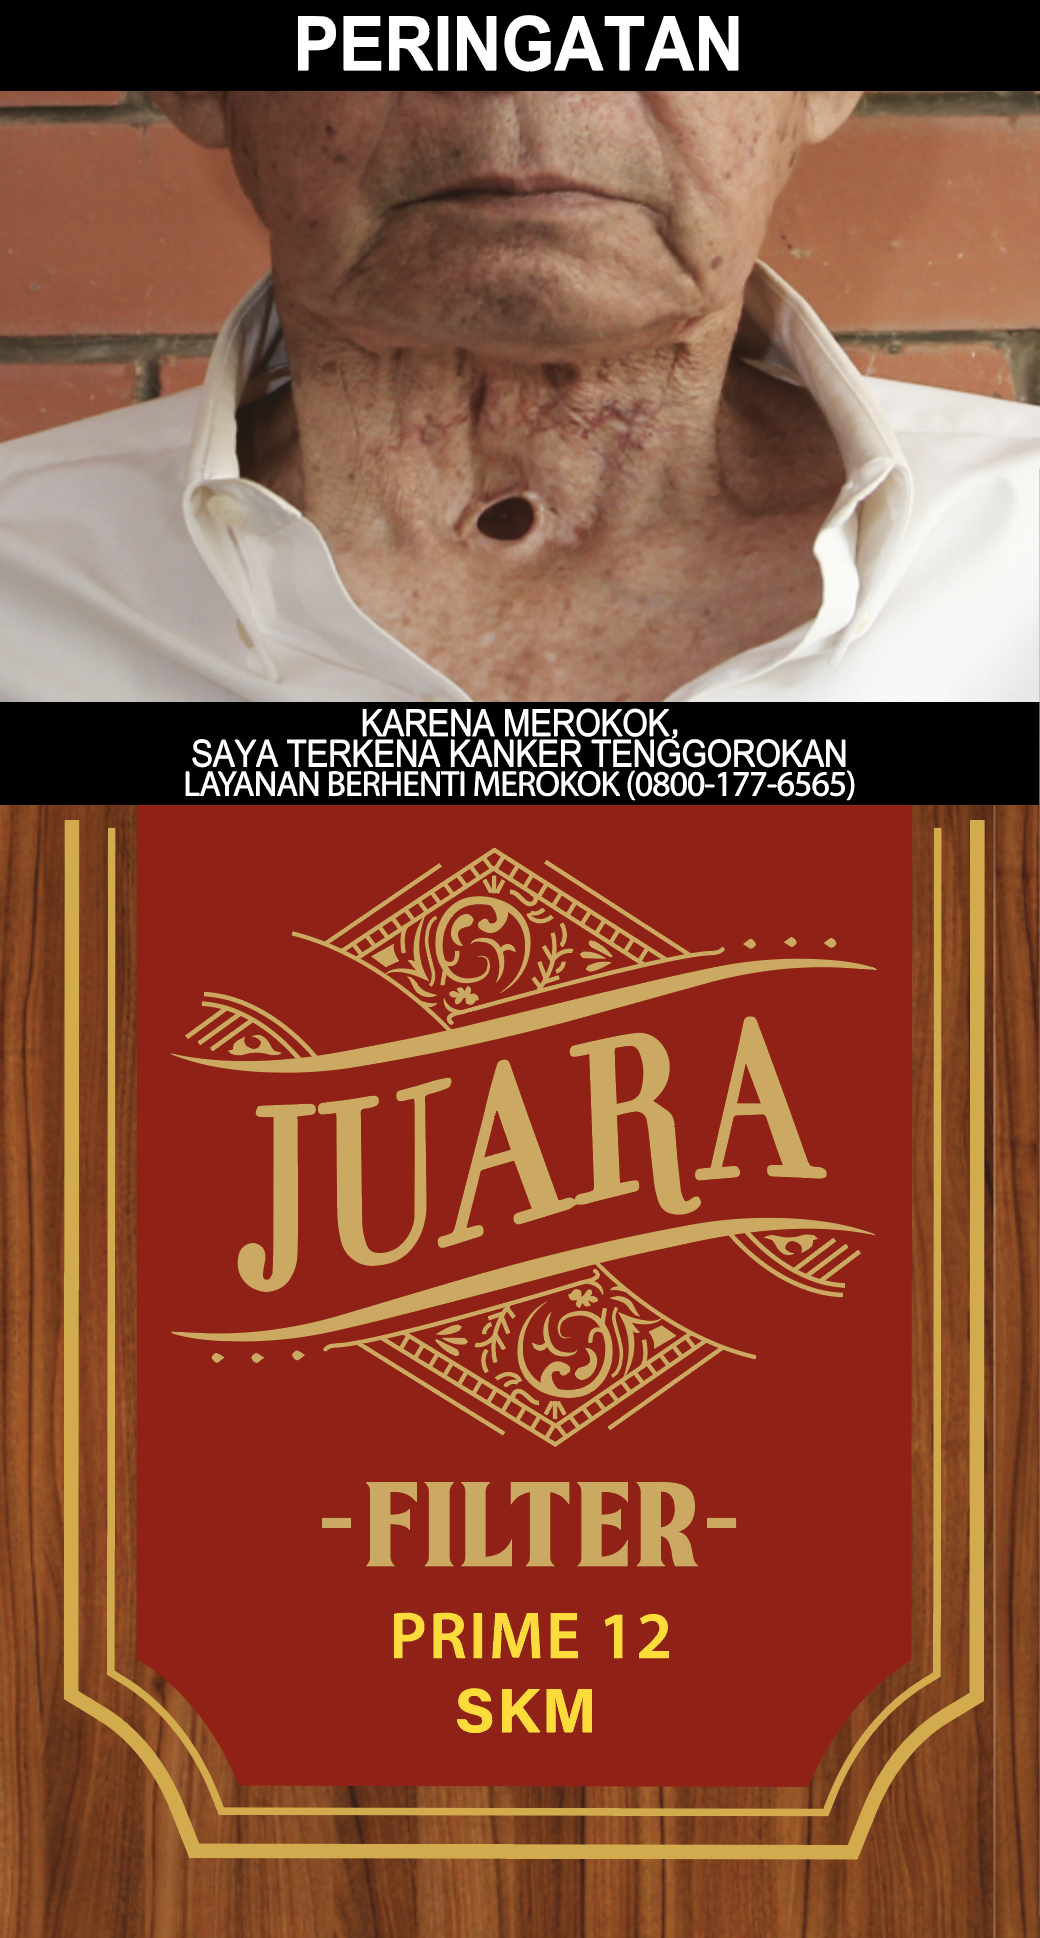 PERINGATAN
KARENA MEROKOK,
SAYA TERKENA KANKER TENGGOROKAN
LAYANAN BERHENTI MEROKOK (0800-177-6565)
JUARA
-FILTER-
PRIME 12
SKM